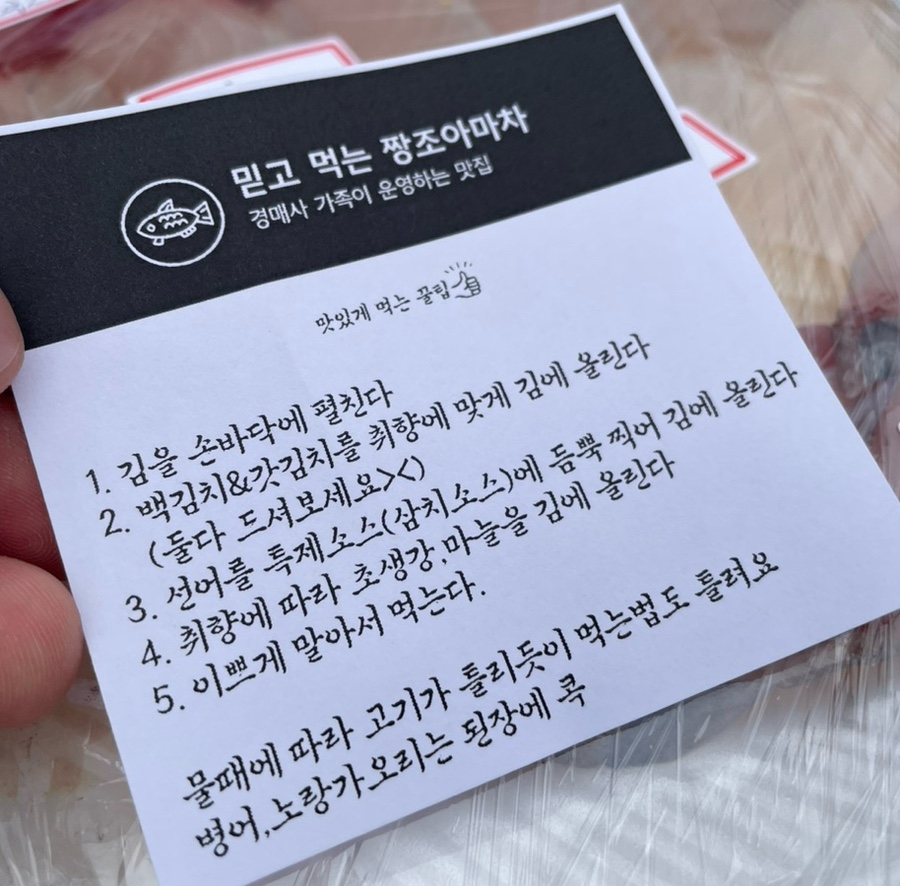 믿고 먹는 짱조아마차
경매사 가족이 운영하는 맛집
맛있게 먹는 꿀팁
1. 김을 손바닥에 펼친다
2. 백김치&갓김치를 취향에 맞게 김에 올린다
(둘다 드셔보세요><)
3. 선어를 특제소스(삼치소스)에 듬뿍 찍어 김에 올린다
4. 취향에 따라 초생강,마늘을 김에 올린다
5. 이쁘게 말아서 먹는다.
물때에 따라 고기가 틀리듯이 먹는법도 틀려요
병어,노랑가오리는 된장에 콕